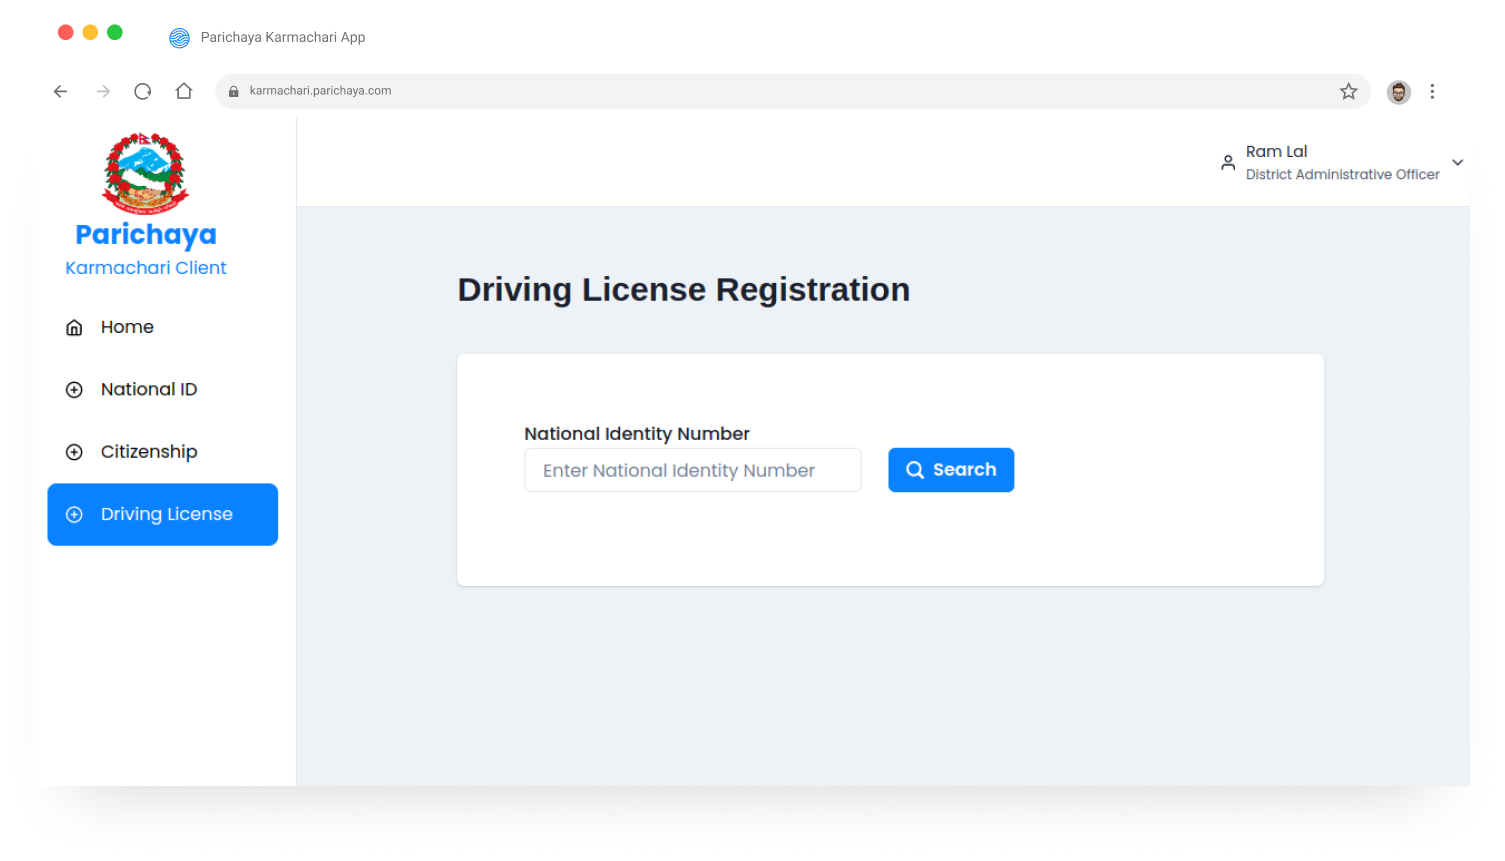 Parichaya Karmachari App
karmachari.parichaya.com
Ram Lal
District Administrative Officer
Parichaya
Karmachari Client
Home
National ID
Citizenship
Driving License
Driving License Registration
National Identity Number
Enter National Identity Number
Search